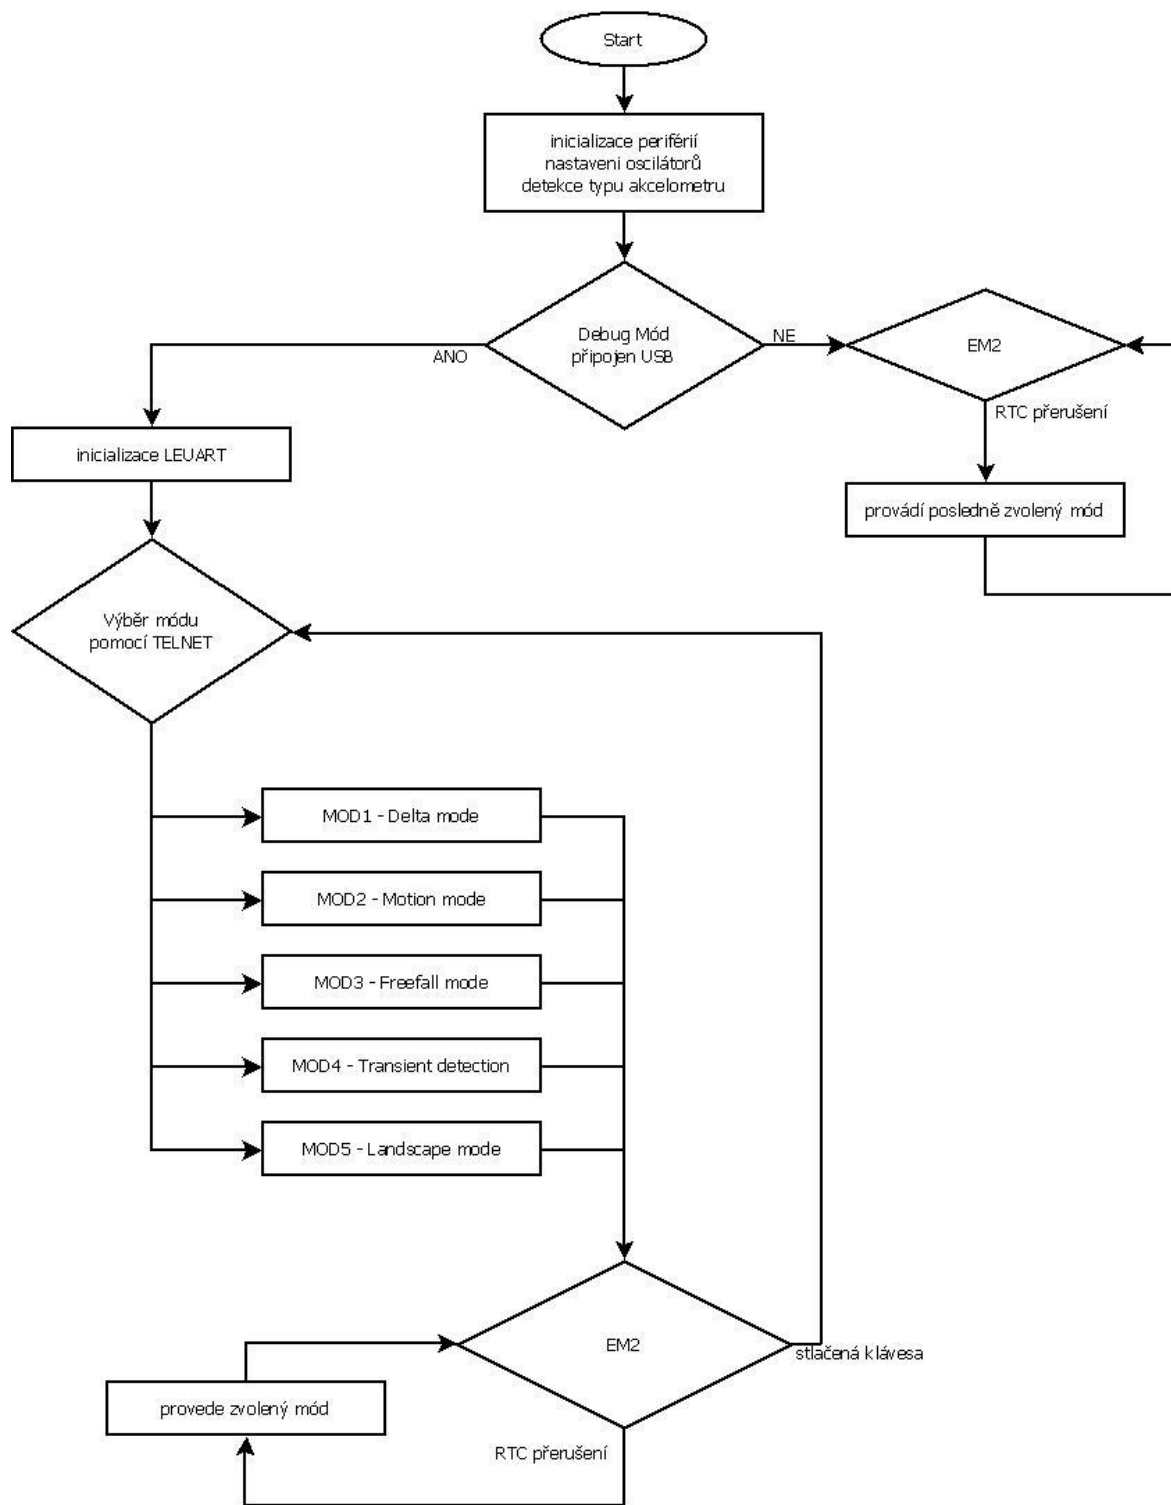 Start
inicializace periférií
nastaveni oscilátorů
detekce typu akcelometru
Debug Mód
připojen USB
ANO
NE
EM2
RTC přerušení
provádí posledně zvolený mód
inicializace LEUART
Výběr módu
pomocí TELNET
MOD1 - Delta mode
MOD2 - Motion mode
MOD3 - Freefall mode
MOD4 - Transient detection
MOD5 - Landscape mode
EM2
stlačená klávesa
provede zvolený mód
RTC přerušení